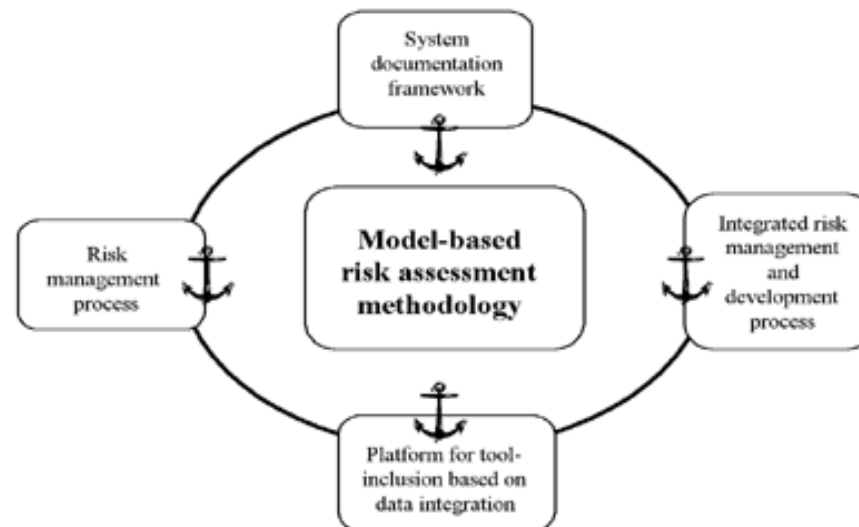 System
documentation
framework
Risk
management
process
Model-based
risk assessment
methodology
Integrated risk
management
and
development
process
Platform for tool-
inclusion based on
data integration